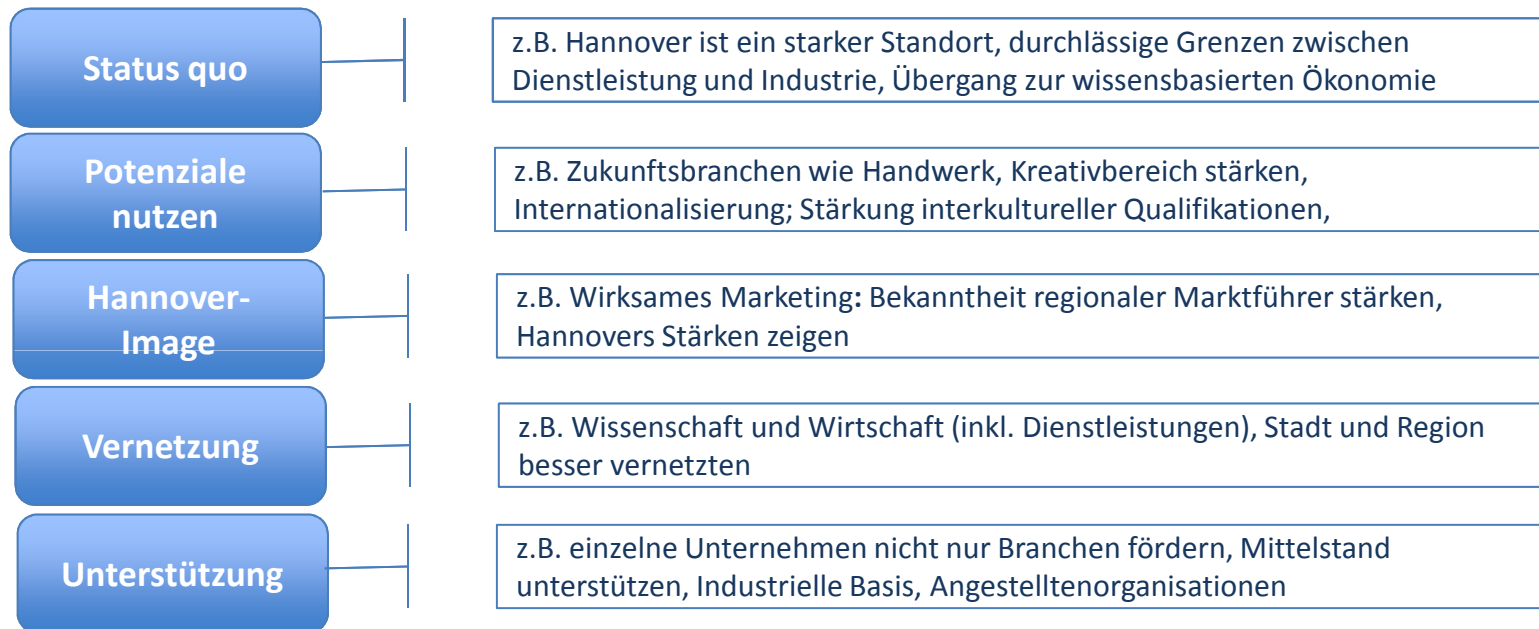 Status quo
z.B. Hannover ist ein starker Standort, durchlässige Grenzen zwischen
Dienstleistung und Industrie, Übergang zur wissensbasierten Ökonomie
Potenziale
nutzen
z.B. Zukunftsbranchen wie Handwerk, Kreativbereich stärken,
Internationalisierung; Stärkung interkultureller Qualifikationen,
Hannover-
Image
z.B. Wirksames Marketing: Bekanntheit regionaler Marktführer stärken,
Hannovers Stärken zeigen
Vernetzung
z.B. Wissenschaft und Wirtschaft (inkl. Dienstleistungen), Stadt und Region
besser vernetzten
Unterstützung
z.B. einzelne Unternehmen nicht nur Branchen fördern, Mittelstand
unterstützen, Industrielle Basis, Angestelltenorganisationen